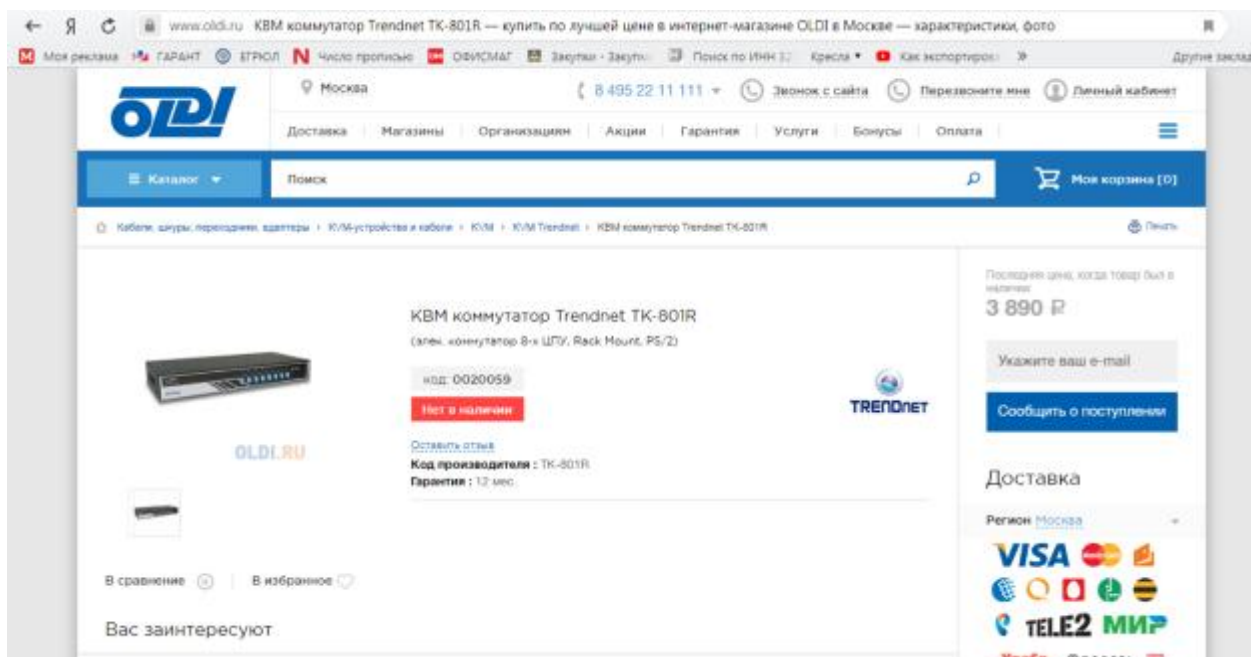 www.oldi.ru КВМ коммутатор Trendnet TK-801R — купить по лучшей цене в интернет-магазине OLDI в Москве — характеристики, фото
Моя реклама ГАРАНТ ЕГРЮЛ Число прописью ОФИСМАГ Закупки - Закупк Поиск по ИНН Кресла Как экспортирова » Другие заклад
OLDI
Москва
8 495 22 11 111
Звонок с сайта
Перезвоните мне
Личный кабинет
Доставка Магазины Организациям Акции Гарантия Услуги Бонусы Оплата
Каталог
Поиск
Моя корзина [0]
Кабели, шнуры, переходники, адаптеры › KVM-устройства и кабели › KVM › KVM Trendnet › КВМ коммутатор Trendnet TK-801R
Печать
КВМ коммутатор Trendnet TK-801R
(элек. коммутатор 8-х ЦПУ, Rack Mount, PS/2)
код: 0020059
Нет в наличии
TRENDNET
OLDI.RU
Оставить отзыв
Код производителя : TK-801R
Гарантия : 12 мес.
В сравнение
В избранное
Вас заинтересуют
Последняя цена, когда товар был в
наличии:
3 890 ₽
Укажите ваш e-mail
Сообщить о поступлении
Доставка
Регион Москва
VISA
TELE2 МИР